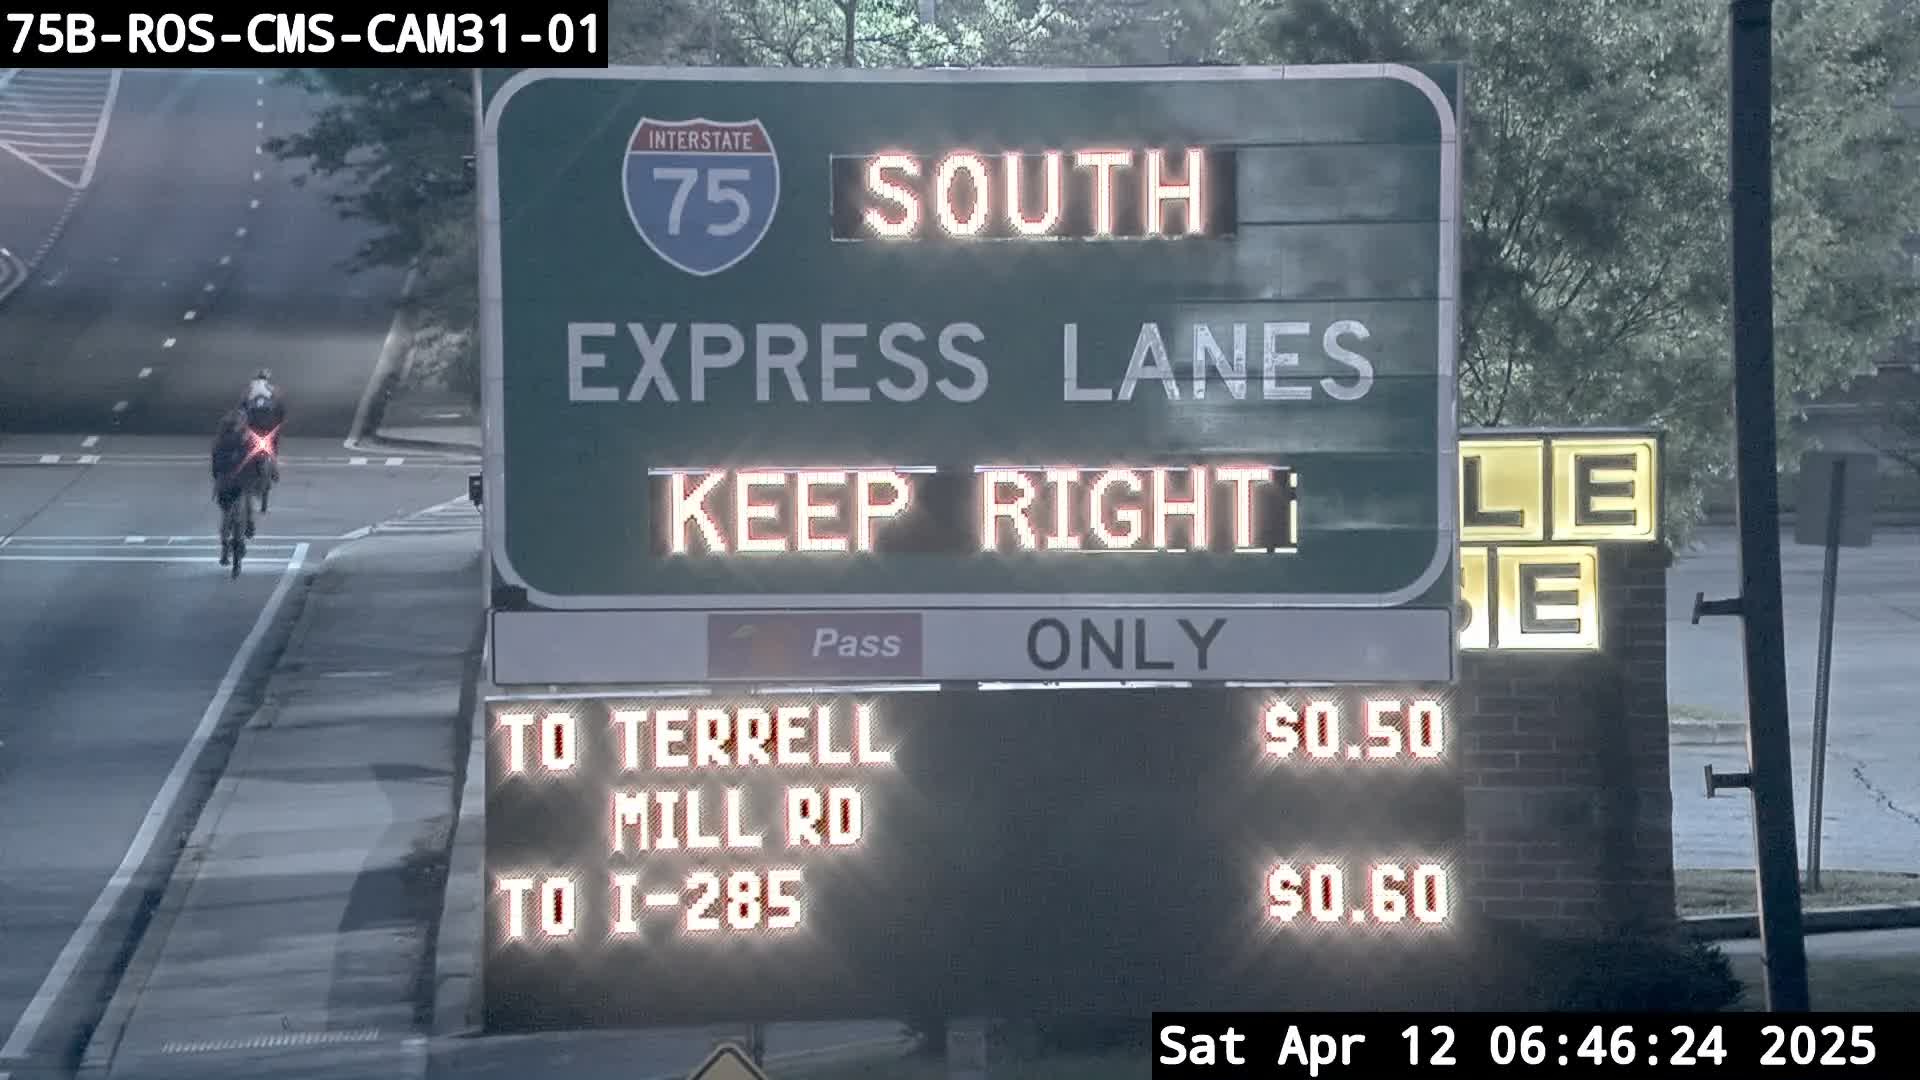 75B-ROS-CMS-CAM31-01
INTERSTATE
75
SOUTH
EXPRESS LANES
KEEP RIGHT
LE
E
Pass ONLY
TO TERRELL $0.50
MILL RD
TO I-285 $0.60
Sat Apr 12 06:46:24 2025